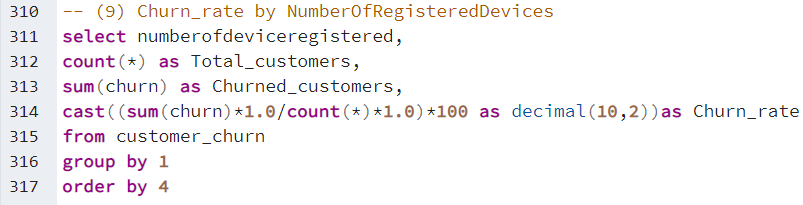 310 -- (9) Churn_rate by NumberOfRegisteredDevices
311 select numberofdeviceregistered,
312 count(*) as Total_customers,
313 sum(churn) as Churned_customers,
314 cast((sum(churn)*1.0/count(*)*1.0)*100 as decimal(10,2))as Churn_rate
315 from customer_churn
316 group by 1
317 order by 4